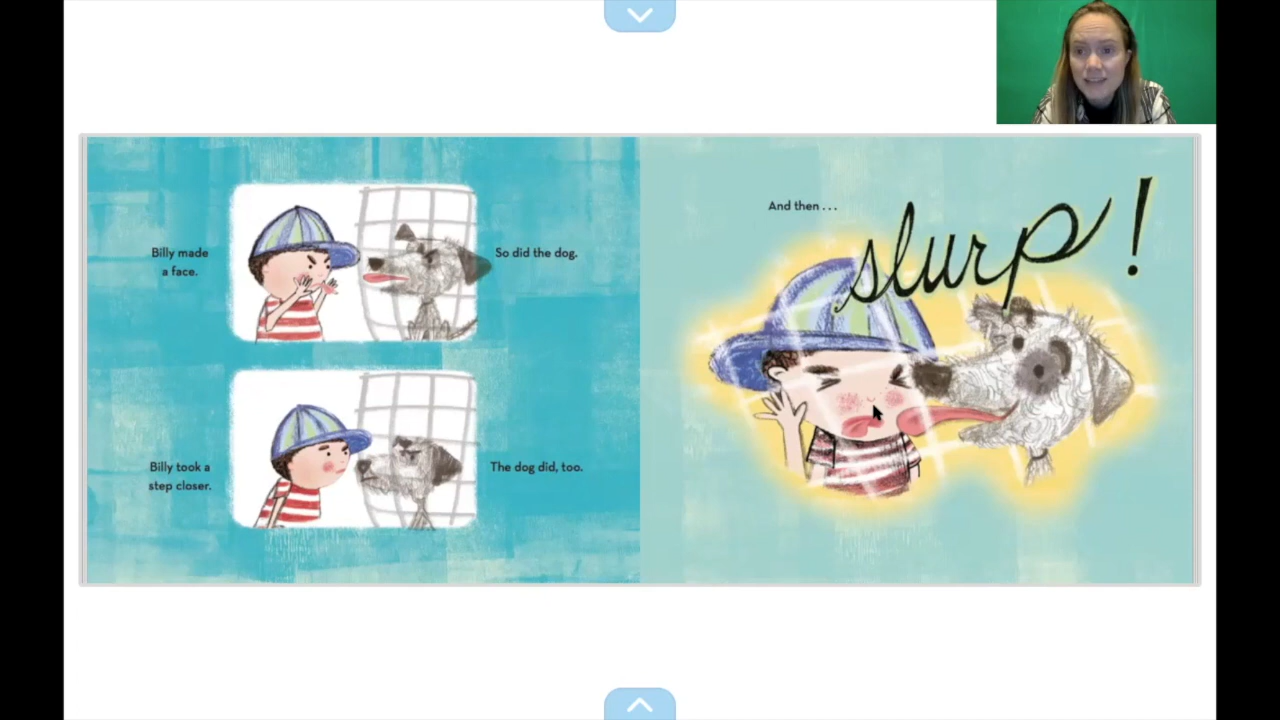 Billy made
a face.
So did the dog.
Billy took a
step closer.
The dog did, too.
And then . . .
slurp!